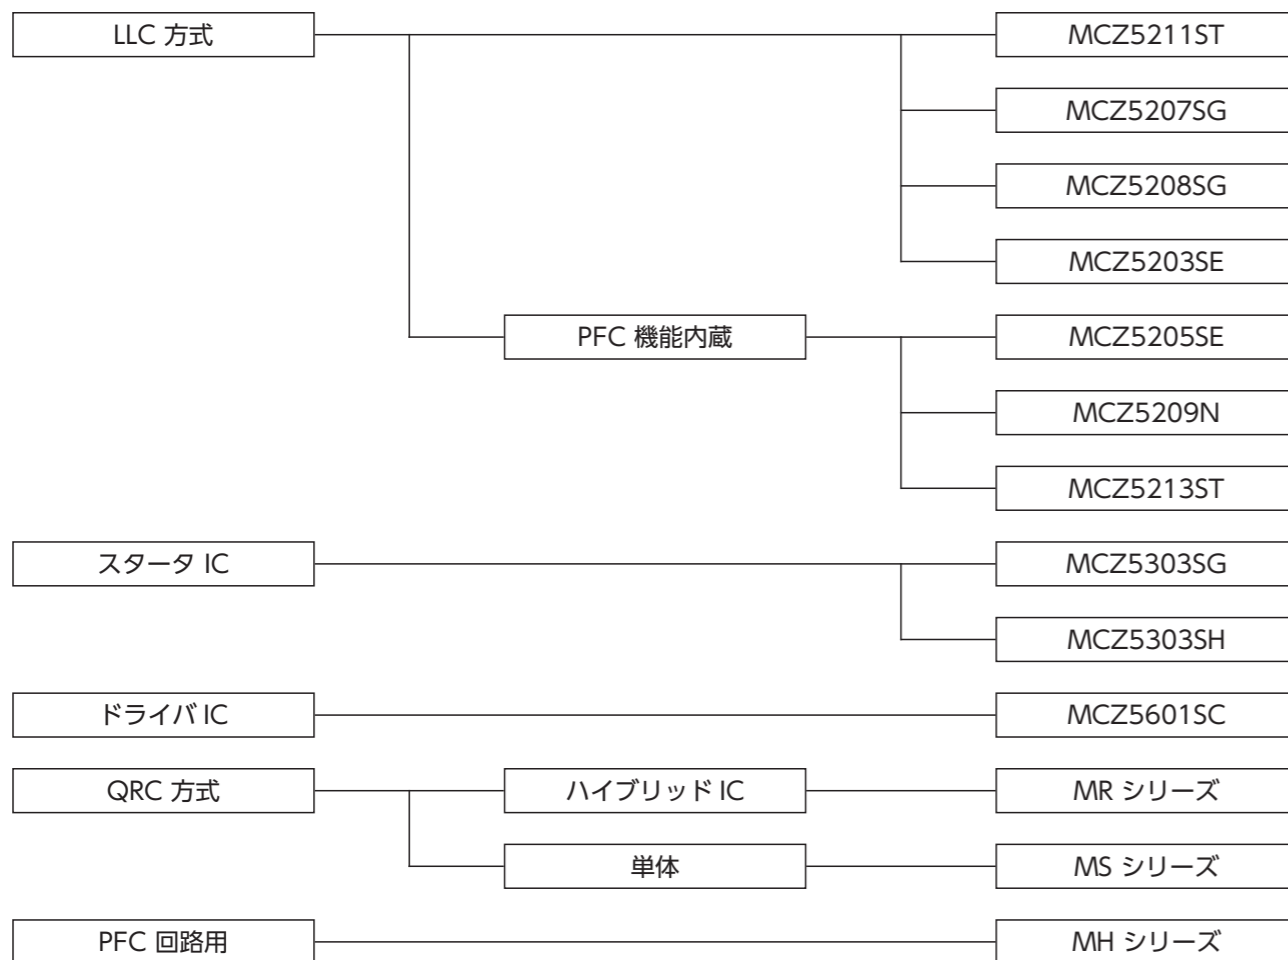 LLC 方式
MCZ5211ST
MCZ5207SG
MCZ5208SG
MCZ5203SE
PFC 機能内蔵
MCZ5205SE
MCZ5209N
MCZ5213ST
スタータ IC
MCZ5303SG
MCZ5303SH
ドライバ IC
MCZ5601SC
QRC 方式
ハイブリッド IC
MR シリーズ
単体
MS シリーズ
PFC 回路用
MH シリーズ